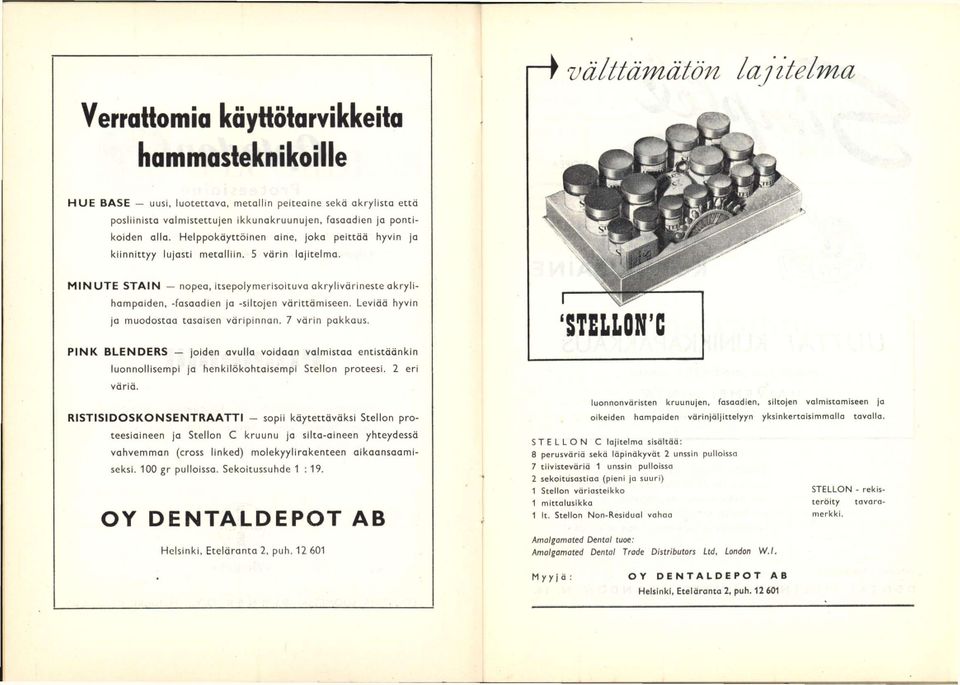 Verrattomia käyttötarvikkeita
hammasteknikoille
HUE BASE — uusi, luotettava, metallin peiteaine sekä akrylista että
posliinista valmistettujen ikkunakruunujen, fasaadien ja ponti-
koiden alla. Helppokäyttöinen aine, joka peittää hyvin ja
kiinnittyy lujasti metalliin. 5 värin lajitelma.
MINUTE STAIN — nopea, itsepolymerisoituva akrylivärineste akryli-
hampaiden, -fasaadien ja -siltojen värittämiseen. Leviää hyvin
ja muodostaa tasaisen väripinnan. 7 värin pakkaus.
PINK BLENDERS — joiden avulla voidaan valmistaa entistäänkin
luonnollisempi ja henkilökohtaisempi Stellon proteesi. 2 eri
väriä.
RISTISIDOSKONSENTRAATTI — sopii käytettäväksi Stellon pro-
teesiaineen ja Stellon C kruunu ja silta-aineen yhteydessä
vahvemman (cross linked) molekyylirakenteen aikaansaami-
seksi. 100 gr pulloissa. Sekoitussuhde 1 : 19.
OY DENTALDEPOT AB
Helsinki, Eteläranta 2, puh. 12 601
välttämätön lajitelma
'STELLON'C
luonnonväristen kruunujen, fasaadien, siltojen valmistamiseen ja
oikeiden hampaiden värinjäljittelyyn yksinkertaisimmalla tavalla.
STELLON C lajitelma sisältää:
8 perusväriä sekä läpinäkyvät 2 unssin pulloissa
7 tiivisteväriä 1 unssin pulloissa
2 sekoitusastiaa (pieni ja suuri)
1 Stellon väriasteikko
1 mittalusikka
1 lt. Stellon Non-Residual vahaa
STELLON - rekis-
teröity tavara-
merkki.
Amalgamated Dental tuoe:
Amalgamated Dental Trade Distributors Ltd, London W.1.
Myyjä: OY DENTALDEPOT AB
Helsinki, Eteläranta 2, puh. 12 601